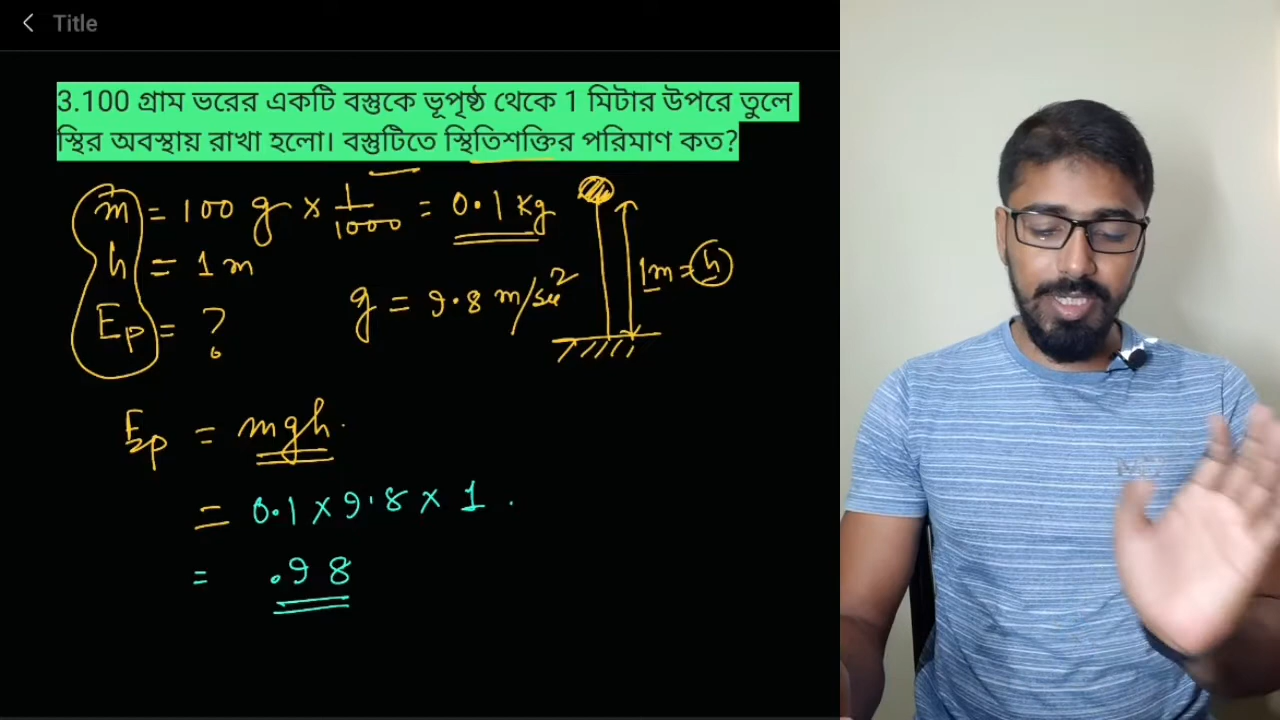 Title
3.100 গ্রাম ভরের একটি বস্তুকে ভূপৃষ্ঠ থেকে 1 মিটার উপরে তুলে
স্থির অবস্থায় রাখা হলো। বস্তুটিতে স্থিতিশক্তির পরিমাণ কত?
m = 100 g × 1/1000 = 0.1 kg
h = 1 m
1m = h
g = 9.8 m/sec²
Ep = ?
Ep = mgh.
= 0.1 × 9.8 × 1 .
= .98